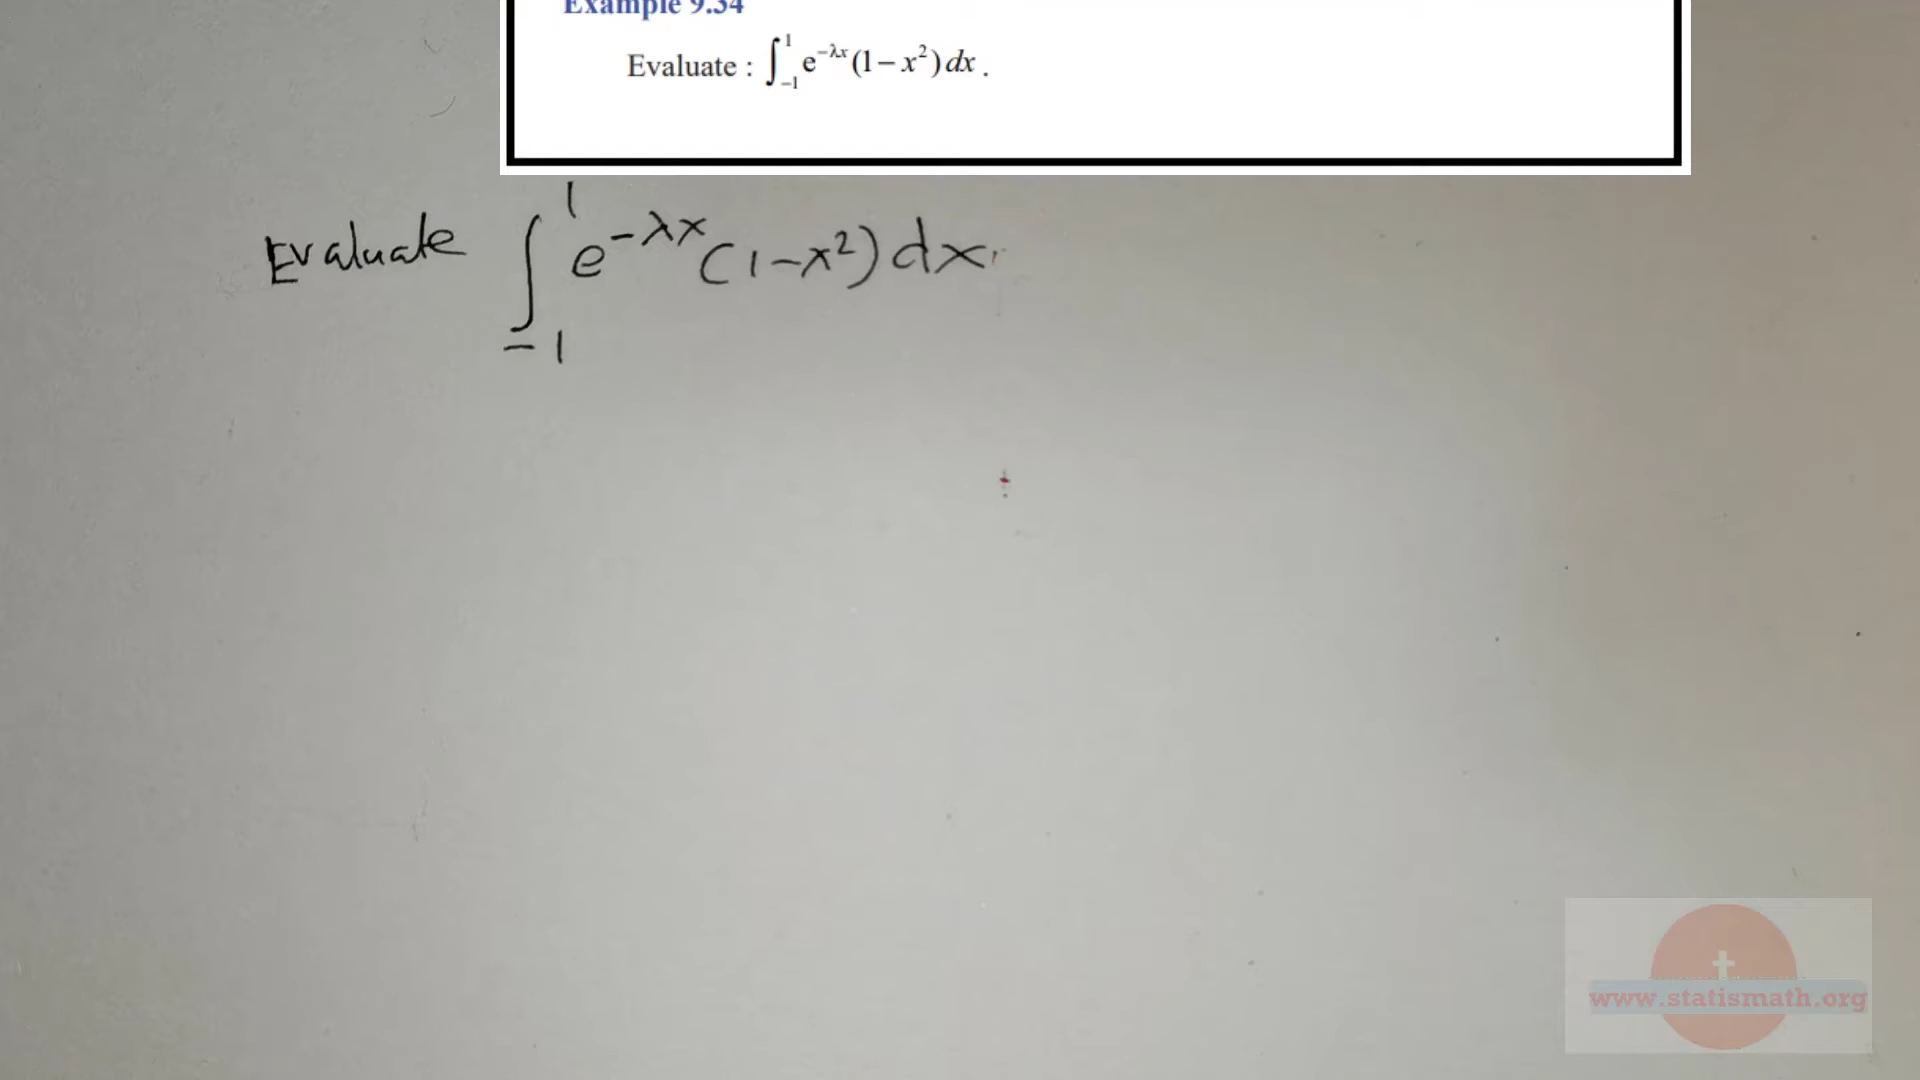 Example 9.34
Evaluate : ∫₋₁¹ e^{−λx}(1−x²)dx .
Evaluate ∫₋₁¹ e^{−λx}(1−x²)dx.
www.statismath.org